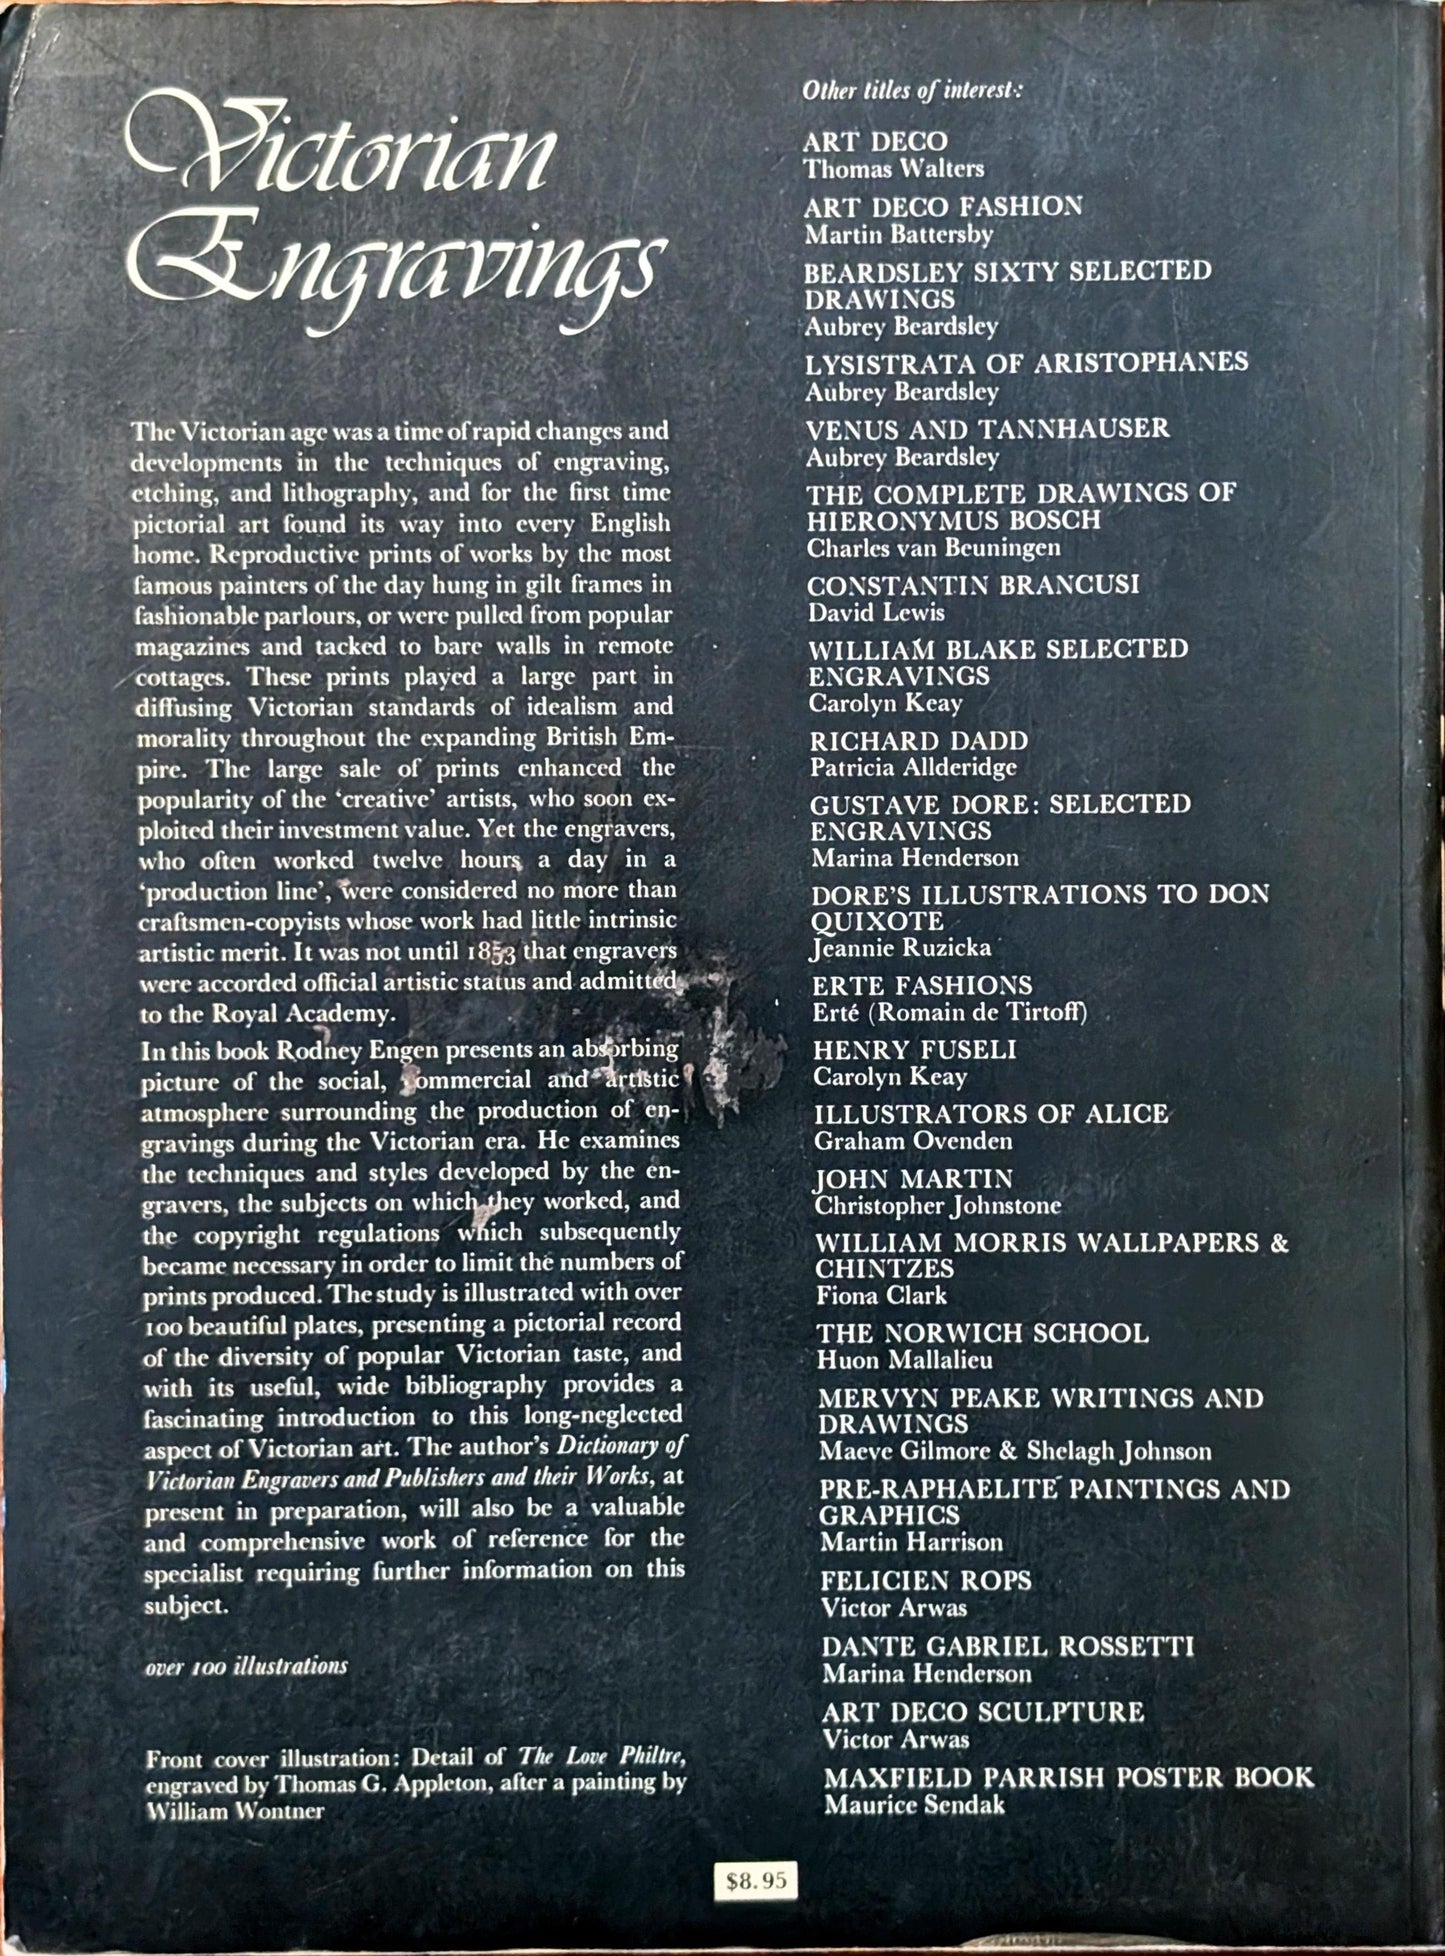 Victorian
Engravings
The Victorian age was a time of rapid changes and
developments in the techniques of engraving,
etching, and lithography, and for the first time
pictorial art found its way into every English
home. Reproductive prints of works by the most
famous painters of the day hung in gilt frames in
fashionable parlours, or were pulled from popular
magazines and tacked to bare walls in remote
cottages. These prints played a large part in
diffusing Victorian standards of idealism and
morality throughout the expanding British Em-
pire. The large sale of prints enhanced the
popularity of the ‘creative’ artists, who soon ex-
ploited their investment value. Yet the engravers,
who often worked twelve hours a day in a
‘production line’, were considered no more than
craftsmen-copyists whose work had little intrinsic
artistic merit. It was not until 1853 that engravers
were accorded official artistic status and admitted
to the Royal Academy.
In this book Rodney Engen presents an absorbing
picture of the social, commercial and artistic
atmosphere surrounding the production of en-
gravings during the Victorian era. He examines
the techniques and styles developed by the en-
gravers, the subjects on which they worked, and
the copyright regulations which subsequently
became necessary in order to limit the numbers of
prints produced. The study is illustrated with over
100 beautiful plates, presenting a pictorial record
of the diversity of popular Victorian taste, and
with its useful, wide bibliography provides a
fascinating introduction to this long-neglected
aspect of Victorian art. The author’s Dictionary of
Victorian Engravers and Publishers and their Works, at
present in preparation, will also be a valuable
and comprehensive work of reference for the
specialist requiring further information on this
subject.
over 100 illustrations
Front cover illustration: Detail of The Love Philtre,
engraved by Thomas G. Appleton, after a painting by
William Wontner
Other titles of interest:
ART DECO
Thomas Walters
ART DECO FASHION
Martin Battersby
BEARDSLEY SIXTY SELECTED
DRAWINGS
Aubrey Beardsley
LYSISTRATA OF ARISTOPHANES
Aubrey Beardsley
VENUS AND TANNHAUSER
Aubrey Beardsley
THE COMPLETE DRAWINGS OF
HIERONYMUS BOSCH
Charles van Beuningen
CONSTANTIN BRANCUSI
David Lewis
WILLIAM BLAKE SELECTED
ENGRAVINGS
Carolyn Keay
RICHARD DADD
Patricia Allderidge
GUSTAVE DORE: SELECTED
ENGRAVINGS
Marina Henderson
DORE’S ILLUSTRATIONS TO DON
QUIXOTE
Jeannie Ruzicka
ERTE FASHIONS
Erté (Romain de Tirtoff)
HENRY FUSELI
Carolyn Keay
ILLUSTRATORS OF ALICE
Graham Ovenden
JOHN MARTIN
Christopher Johnstone
WILLIAM MORRIS WALLPAPERS &
CHINTZES
Fiona Clark
THE NORWICH SCHOOL
Huon Mallalieu
MERVYN PEAKE WRITINGS AND
DRAWINGS
Maeve Gilmore & Shelagh Johnson
PRE-RAPHAELITE PAINTINGS AND
GRAPHICS
Martin Harrison
FELICIEN ROPS
Victor Arwas
DANTE GABRIEL ROSSETTI
Marina Henderson
ART DECO SCULPTURE
Victor Arwas
MAXFIELD PARRISH POSTER BOOK
Maurice Sendak
$8.95